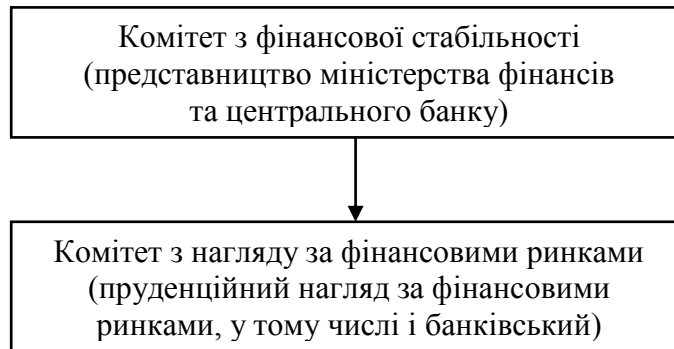 Комітет з фінансової стабільності
(представництво міністерства фінансів
та центрального банку)
Комітет з нагляду за фінансовими ринками
(пруденційний нагляд за фінансовими
ринками, у тому числі і банківський)